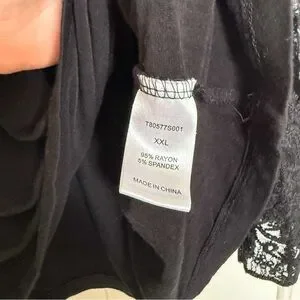 T80577S001
XXL
95% RAYON
5% SPANDEX
MADE IN CHINA